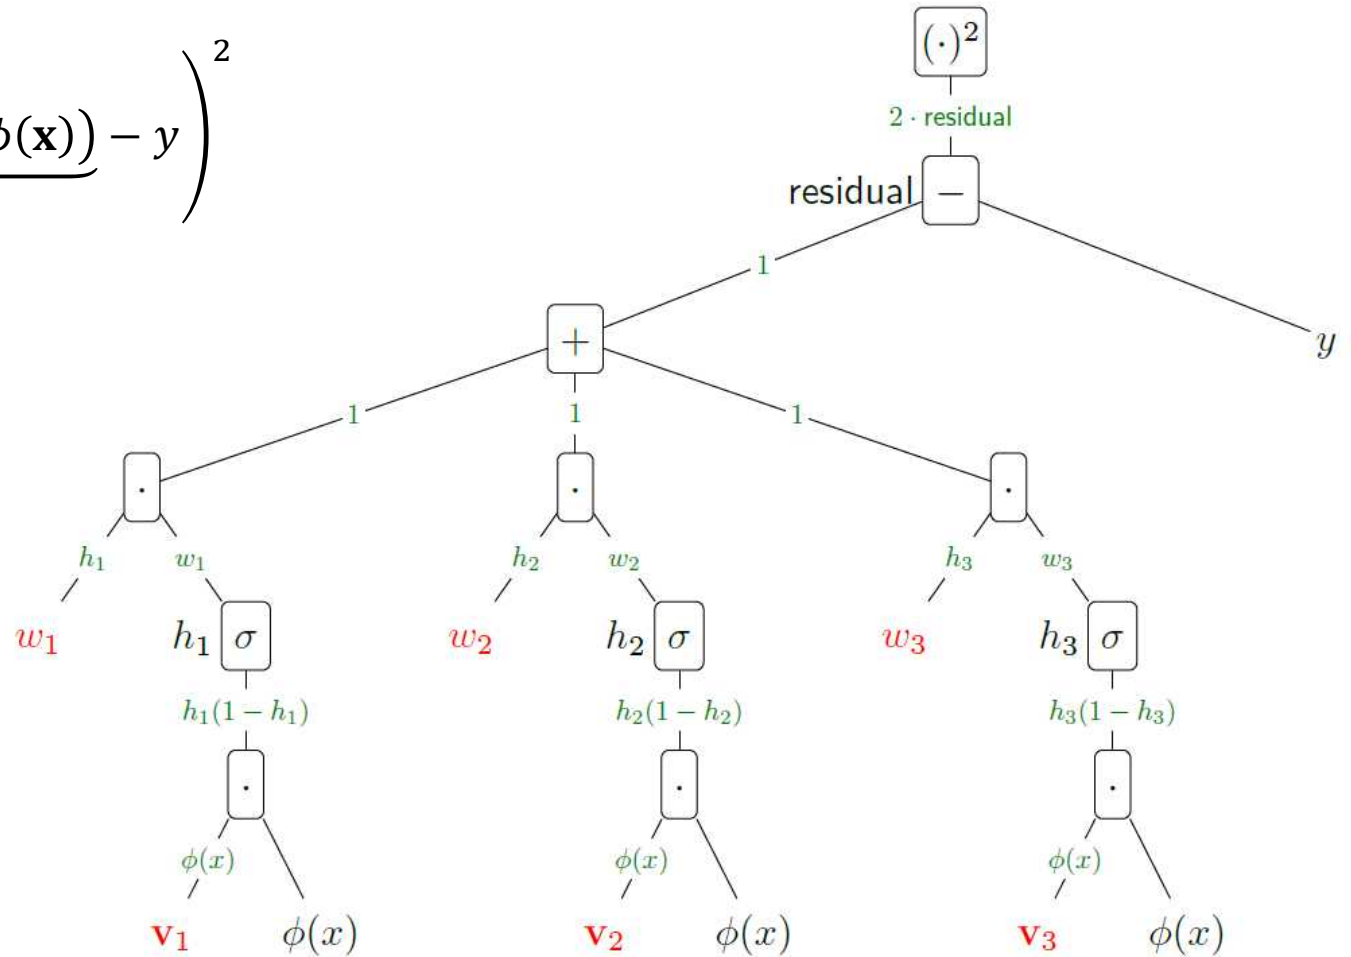 (·)²
2
2 · residual
ϕ(𝐱)) − y
residual −
1
+
y
1 1 1
· · ·
h₁ w₁ h₂ w₂ h₃ w₃
w₁ h₁ σ w₂ h₂ σ w₃ h₃ σ
h₁(1 − h₁) h₂(1 − h₂) h₃(1 − h₃)
· · ·
ϕ(x) ϕ(x) ϕ(x)
𝐯₁ ϕ(x) 𝐯₂ ϕ(x) 𝐯₃ ϕ(x)